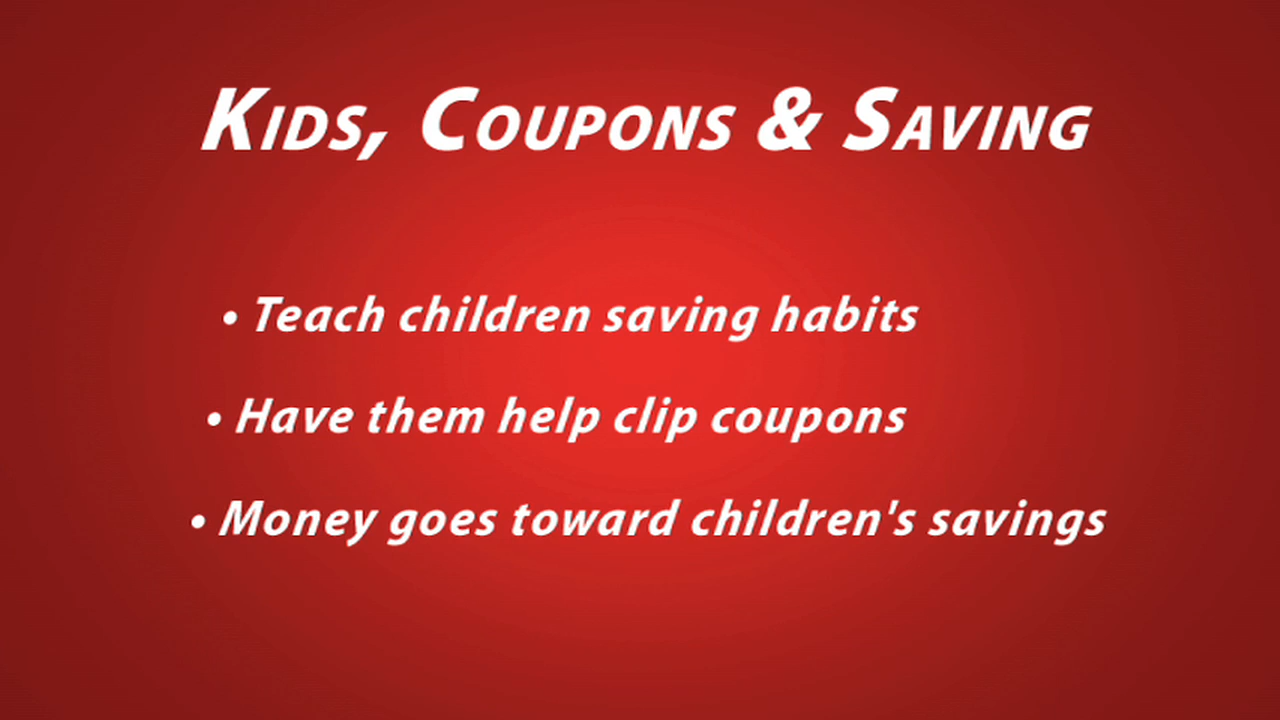 Kids, Coupons & Saving
• Teach children saving habits
• Have them help clip coupons
• Money goes toward children's savings